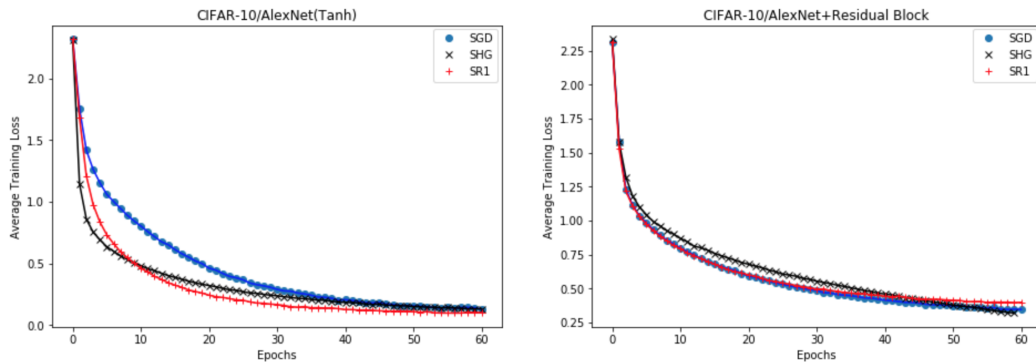 CIFAR-10/AlexNet(Tanh)
SGD
SHG
SR1
2.0
1.5
1.0
0.5
0.0
Average Training Loss
0 10 20 30 40 50 60
Epochs
CIFAR-10/AlexNet+Residual Block
SGD
SHG
SR1
2.25
2.00
1.75
1.50
1.25
1.00
0.75
0.50
0.25
Average Training Loss
0 10 20 30 40 50 60
Epochs